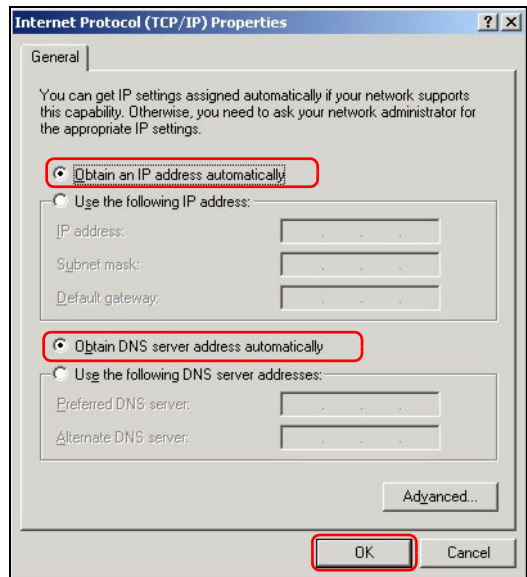 Internet Protocol (TCP/IP) Properties
General
You can get IP settings assigned automatically if your network supports
this capability. Otherwise, you need to ask your network administrator for
the appropriate IP settings.
Obtain an IP address automatically
Use the following IP address:
IP address:
Subnet mask:
Default gateway:
Obtain DNS server address automatically
Use the following DNS server addresses:
Preferred DNS server:
Alternate DNS server:
Advanced...
OK
Cancel